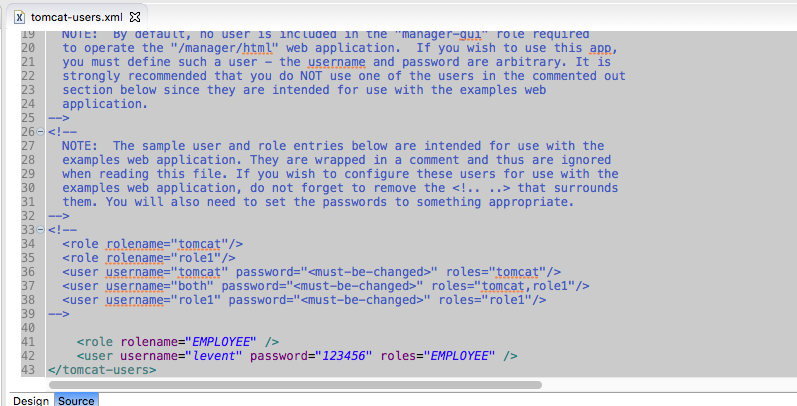 tomcat-users.xml
19 NOTE:  By default, no user is included in the "manager-gui" role required
20 to operate the "/manager/html" web application.  If you wish to use this app,
21 you must define such a user - the username and password are arbitrary. It is
22 strongly recommended that you do NOT use one of the users in the commented out
23 section below since they are intended for use with the examples web
24 application.
25 -->
26 <!--
27 NOTE:  The sample user and role entries below are intended for use with the
28 examples web application. They are wrapped in a comment and thus are ignored
29 when reading this file. If you wish to configure these users for use with the
30 examples web application, do not forget to remove the <!.. ..> that surrounds
31 them. You will also need to set the passwords to something appropriate.
32 -->
33 <!--
34 <role rolename="tomcat"/>
35 <role rolename="role1"/>
36 <user username="tomcat" password="<must-be-changed>" roles="tomcat"/>
37 <user username="both" password="<must-be-changed>" roles="tomcat,role1"/>
38 <user username="role1" password="<must-be-changed>" roles="role1"/>
39 -->
40
41 <role rolename="EMPLOYEE" />
42 <user username="levent" password="123456" roles="EMPLOYEE" />
43 </tomcat-users>
Design Source